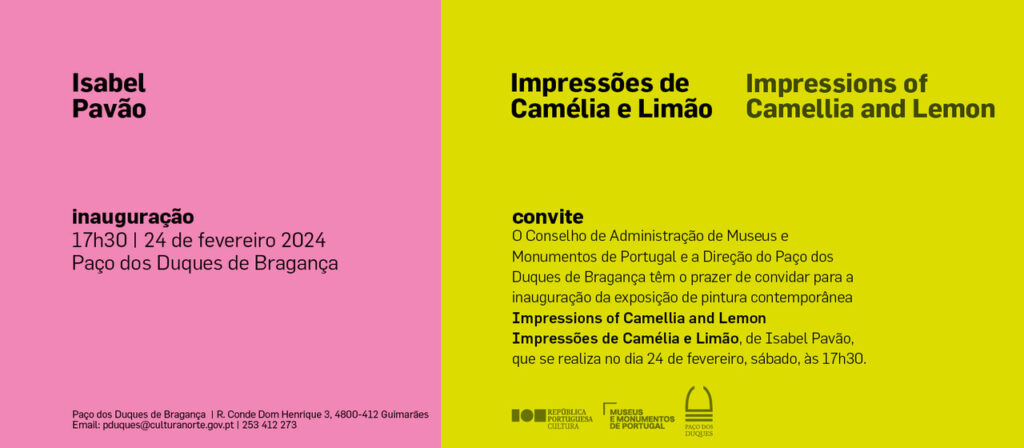 Isabel
Pavão
inauguração
17h30 | 24 de fevereiro 2024
Paço dos Duques de Bragança
Paço dos Duques de Bragança | R. Conde Dom Henrique 3, 4800-412 Guimarães
Email: pduques@culturanorte.gov.pt | 253 412 273
Impressões de
Camélia e Limão
Impressions of
Camellia and Lemon
convite
O Conselho de Administração de Museus e
Monumentos de Portugal e a Direção do Paço dos
Duques de Bragança têm o prazer de convidar para a
inauguração da exposição de pintura contemporânea
Impressions of Camellia and Lemon
Impressões de Camélia e Limão, de Isabel Pavão,
que se realiza no dia 24 de fevereiro, sábado, às 17h30.
REPÚBLICA
PORTUGUESA
CULTURA
MUSEUS
E MONUMENTOS
DE PORTUGAL
PAÇO DOS
DUQUES